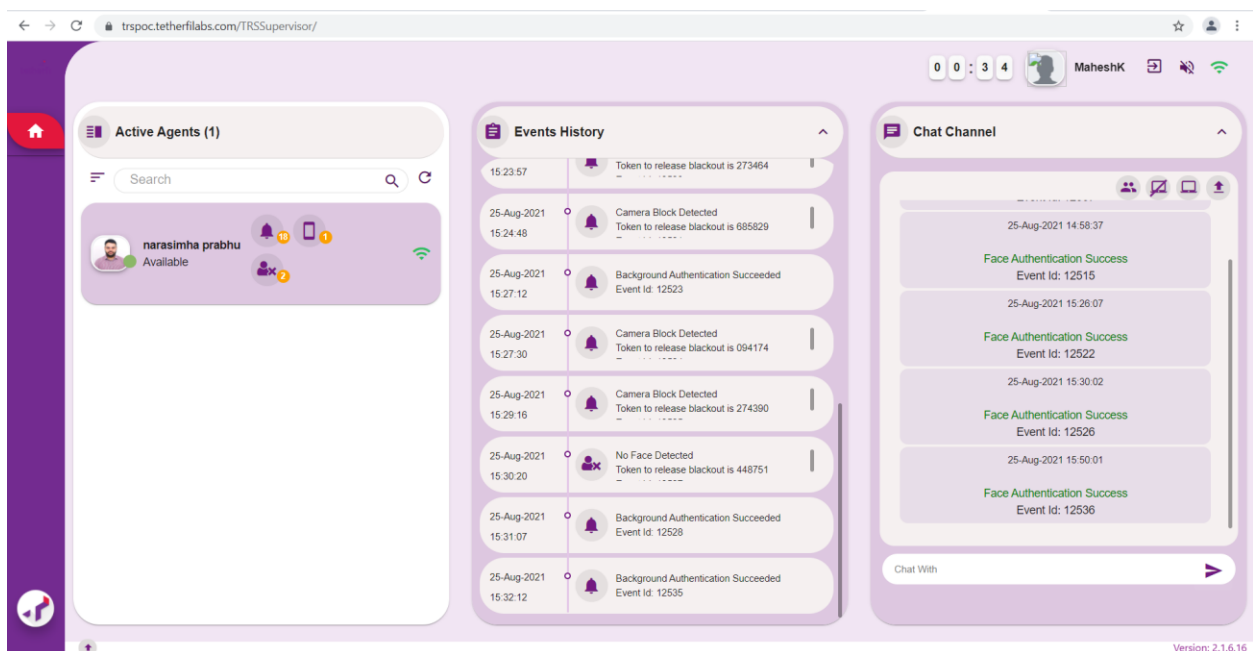 trspoc.tetherfilabs.com/TRSSupervisor/
0 0 : 3 4
MaheshK
Active Agents (1)
Search
narasimha prabhu
Available
18
1
2
Events History
15:23:57
Token to release blackout is 273464
25-Aug-2021
15:24:48
Camera Block Detected
Token to release blackout is 685829
25-Aug-2021
15:27:12
Background Authentication Succeeded
Event Id: 12523
25-Aug-2021
15:27:30
Camera Block Detected
Token to release blackout is 094174
25-Aug-2021
15:29:16
Camera Block Detected
Token to release blackout is 274390
25-Aug-2021
15:30:20
No Face Detected
Token to release blackout is 448751
25-Aug-2021
15:31:07
Background Authentication Succeeded
Event Id: 12528
25-Aug-2021
15:32:12
Background Authentication Succeeded
Event Id: 12535
Chat Channel
25-Aug-2021 14:58:37
Face Authentication Success
Event Id: 12515
25-Aug-2021 15:26:07
Face Authentication Success
Event Id: 12522
25-Aug-2021 15:30:02
Face Authentication Success
Event Id: 12526
25-Aug-2021 15:50:01
Face Authentication Success
Event Id: 12536
Chat With
Version: 2.1.6.16